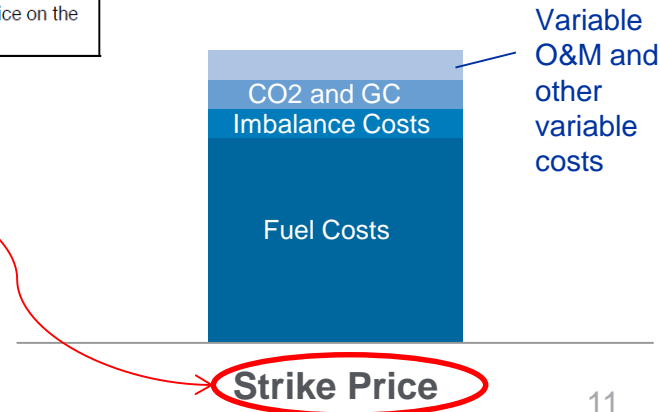 ice on the
Variable
O&M and
other
variable
costs
CO2 and GC
Imbalance Costs
Fuel Costs
Strike Price
11